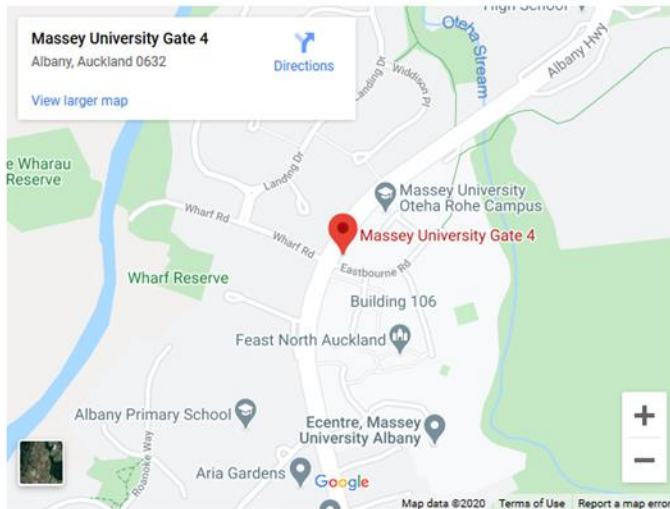 High School
Massey University Gate 4
Albany, Auckland 0632
Directions
View larger map
Oteha Stream
Albany Hwy
Widdison Pl
Landing Dr
Landing Dr
e Wharau
Reserve
Massey University
Oteha Rohe Campus
Wharf Rd
Wharf Rd
Massey University Gate 4
Eastbourne Rd
Wharf Reserve
Building 106
Feast North Auckland
Albany Primary School
Ecentre, Massey
University Albany
Roanoke Way
Aria Gardens
Google
+
−
Map data ©2020
Terms of Use
Report a map error